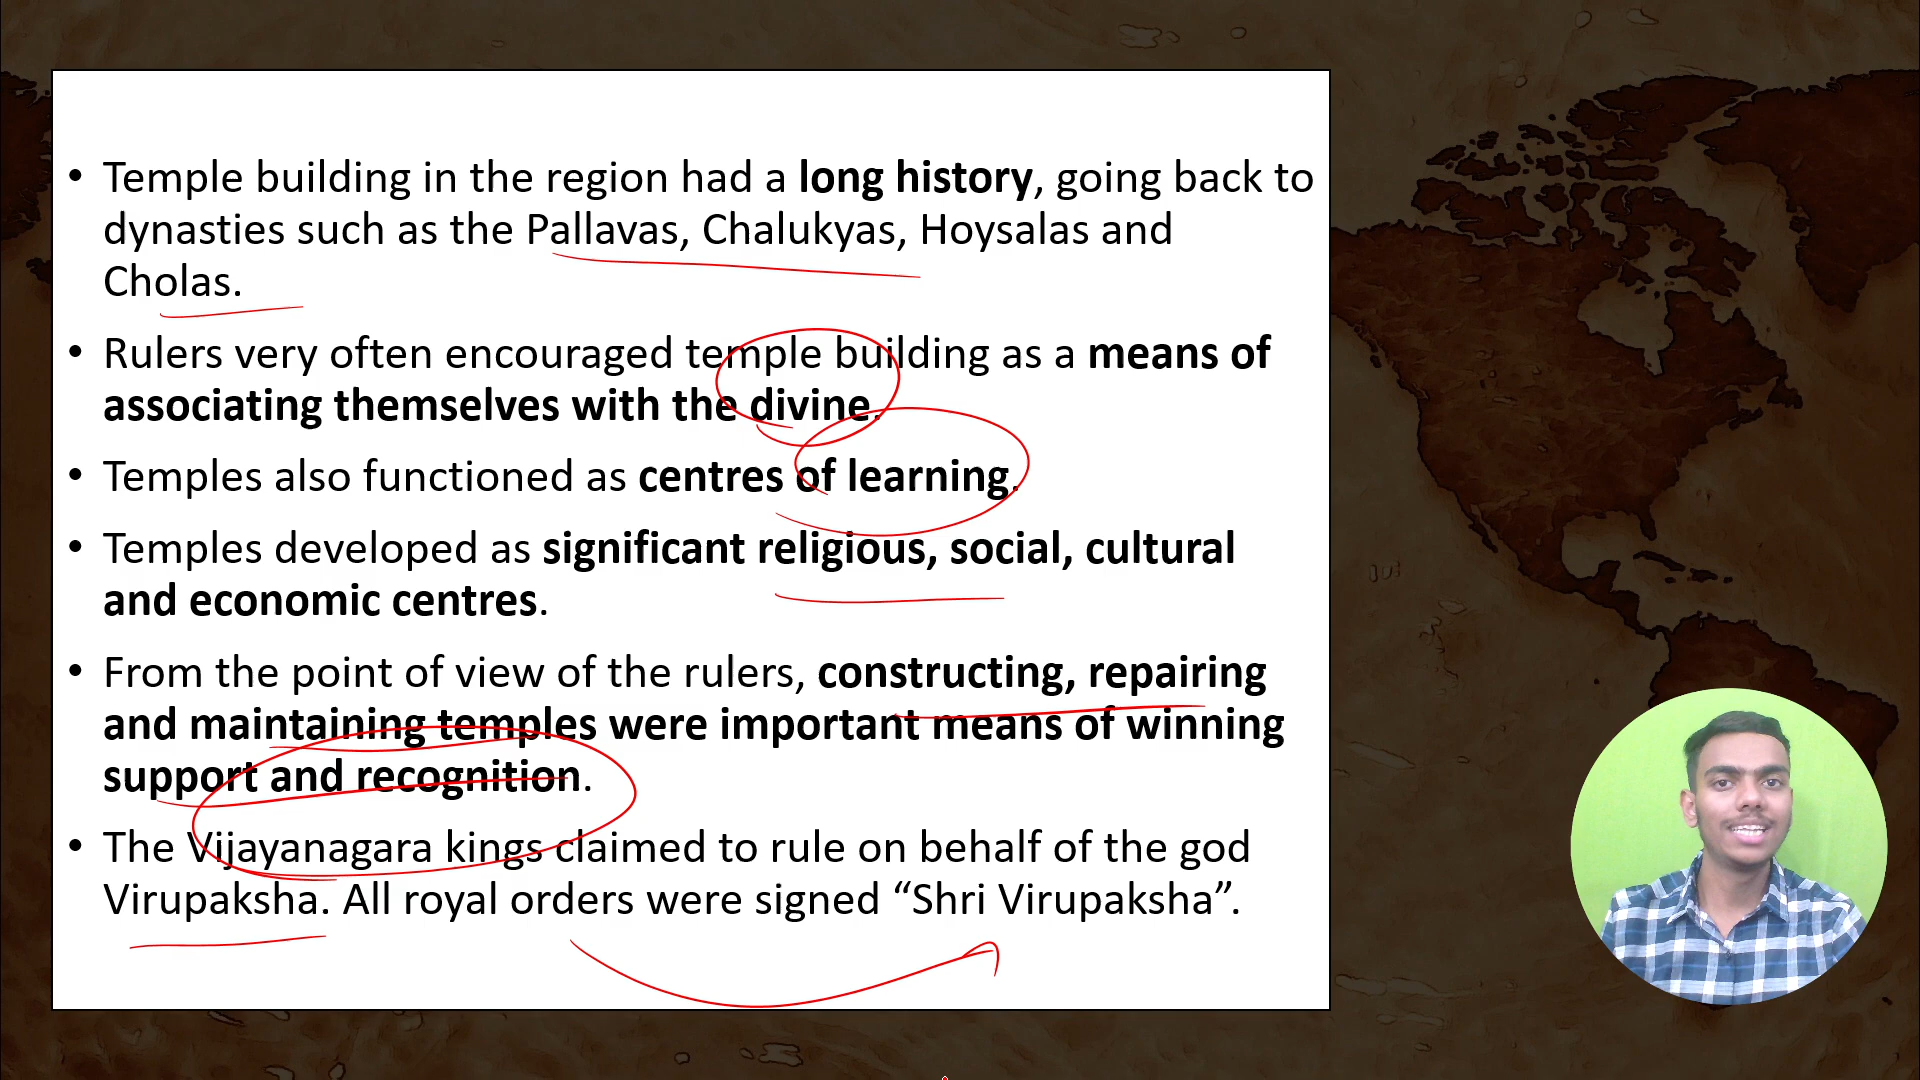 • Temple building in the region had a long history, going back to
dynasties such as the Pallavas, Chalukyas, Hoysalas and
Cholas.
• Rulers very often encouraged temple building as a means of
associating themselves with the divine.
• Temples also functioned as centres of learning.
• Temples developed as significant religious, social, cultural
and economic centres.
• From the point of view of the rulers, constructing, repairing
and maintaining temples were important means of winning
support and recognition.
• The Vijayanagara kings claimed to rule on behalf of the god
Virupaksha. All royal orders were signed “Shri Virupaksha”.